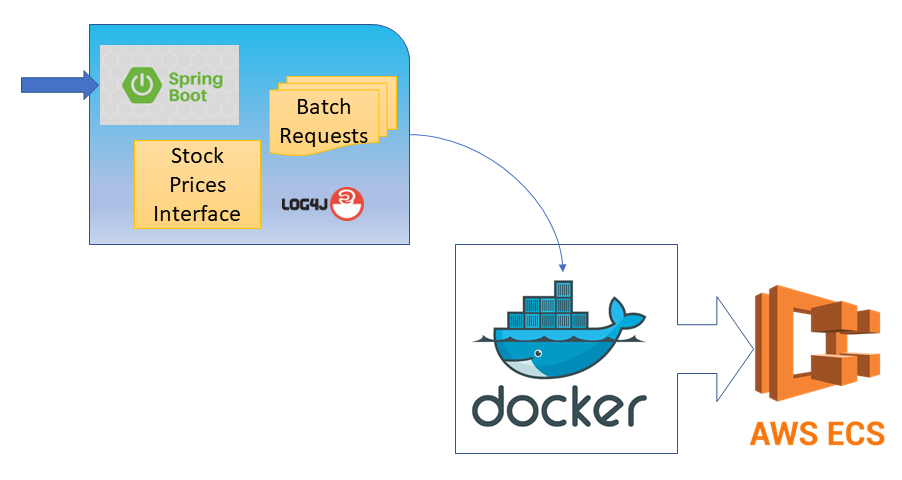 Spring
Boot
Batch
Requests
Stock
Prices
Interface
LOG4J
docker
AWS ECS